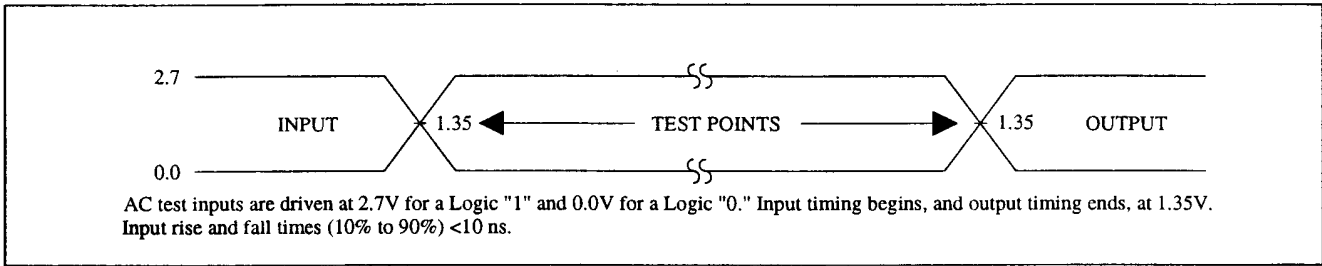 2.7
INPUT 1.35 TEST POINTS 1.35 OUTPUT
0.0
AC test inputs are driven at 2.7V for a Logic "1" and 0.0V for a Logic "0." Input timing begins, and output timing ends, at 1.35V.
Input rise and fall times (10% to 90%) <10 ns.